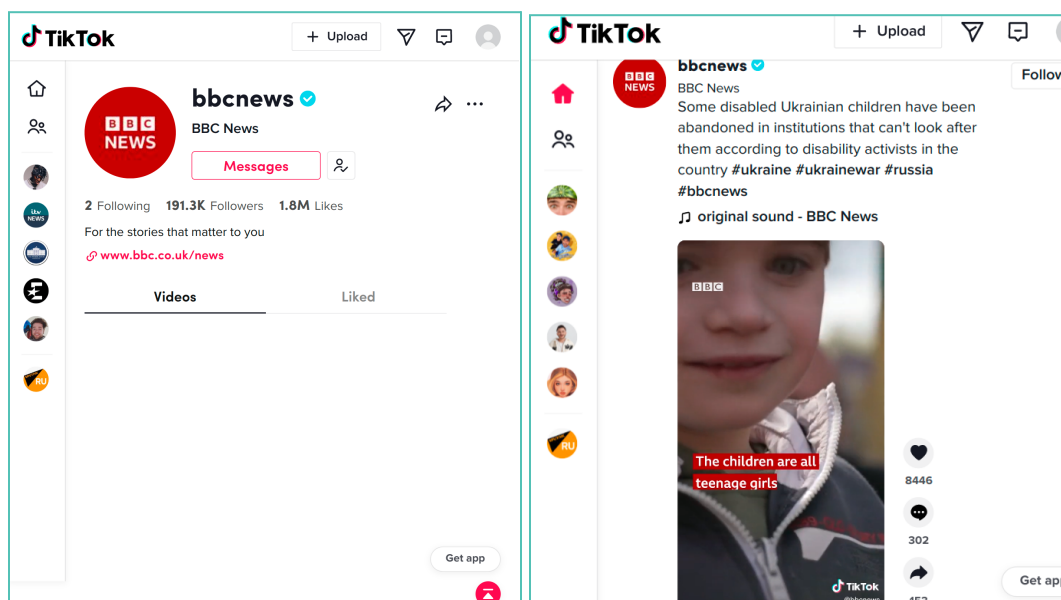 TikTok
+ Upload
BBC
NEWS
bbcnews
BBC News
Messages
2 Following 191.3K Followers 1.8M Likes
For the stories that matter to you
www.bbc.co.uk/news
Videos
Liked
itv
NEWS
RU
Get app
TikTok
+ Upload
BBC
NEWS
bbcnews
BBC News
Follow
Some disabled Ukrainian children have been
abandoned in institutions that can't look after
them according to disability activists in the
country #ukraine #ukrainewar #russia
#bbcnews
original sound - BBC News
BBC
The children are all
teenage girls
8446
302
RU
TikTok
@bbcnews
Get app